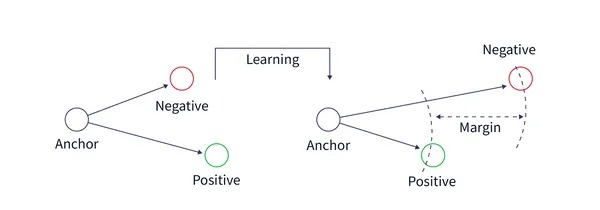 Negative
Learning
Negative
Anchor
Margin
Anchor
Positive
Positive